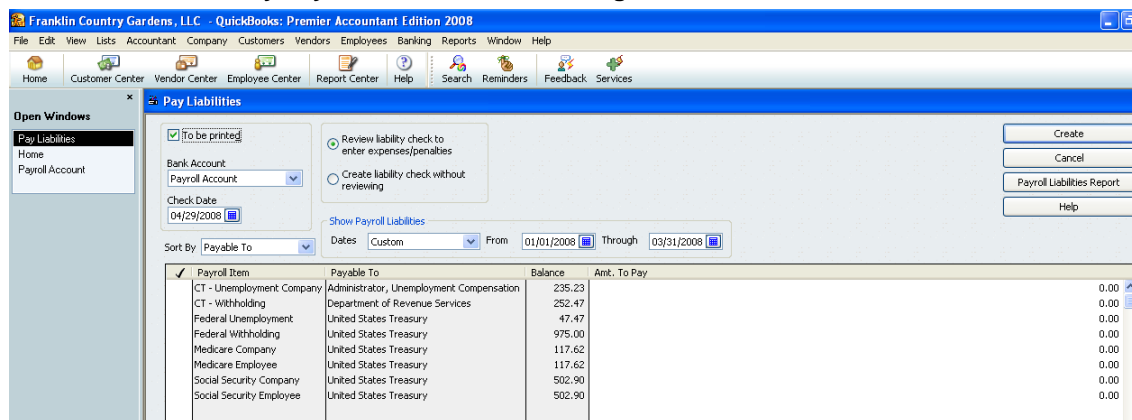 Franklin Country Gardens, LLC - QuickBooks: Premier Accountant Edition 2008
File Edit View Lists Accountant Company Customers Vendors Employees Banking Reports Window Help
Home Customer Center Vendor Center Employee Center Report Center Help Search Reminders Feedback Services
Open Windows
Pay Liabilities
Home
Payroll Account
Pay Liabilities
To be printed
Bank Account
Payroll Account
Check Date
04/29/2008
Review liability check to
enter expenses/penalties
Create liability check without
reviewing
Create
Cancel
Payroll Liabilities Report
Help
Show Payroll Liabilities
Sort By Payable To
Dates Custom From 01/01/2008 Through 03/31/2008
Payroll Item Payable To Balance Amt. To Pay
CT - Unemployment Company Administrator, Unemployment Compensation 235.23 0.00
CT - Withholding Department of Revenue Services 252.47 0.00
Federal Unemployment United States Treasury 47.47 0.00
Federal Withholding United States Treasury 975.00 0.00
Medicare Company United States Treasury 117.62 0.00
Medicare Employee United States Treasury 117.62 0.00
Social Security Company United States Treasury 502.90 0.00
Social Security Employee United States Treasury 502.90 0.00